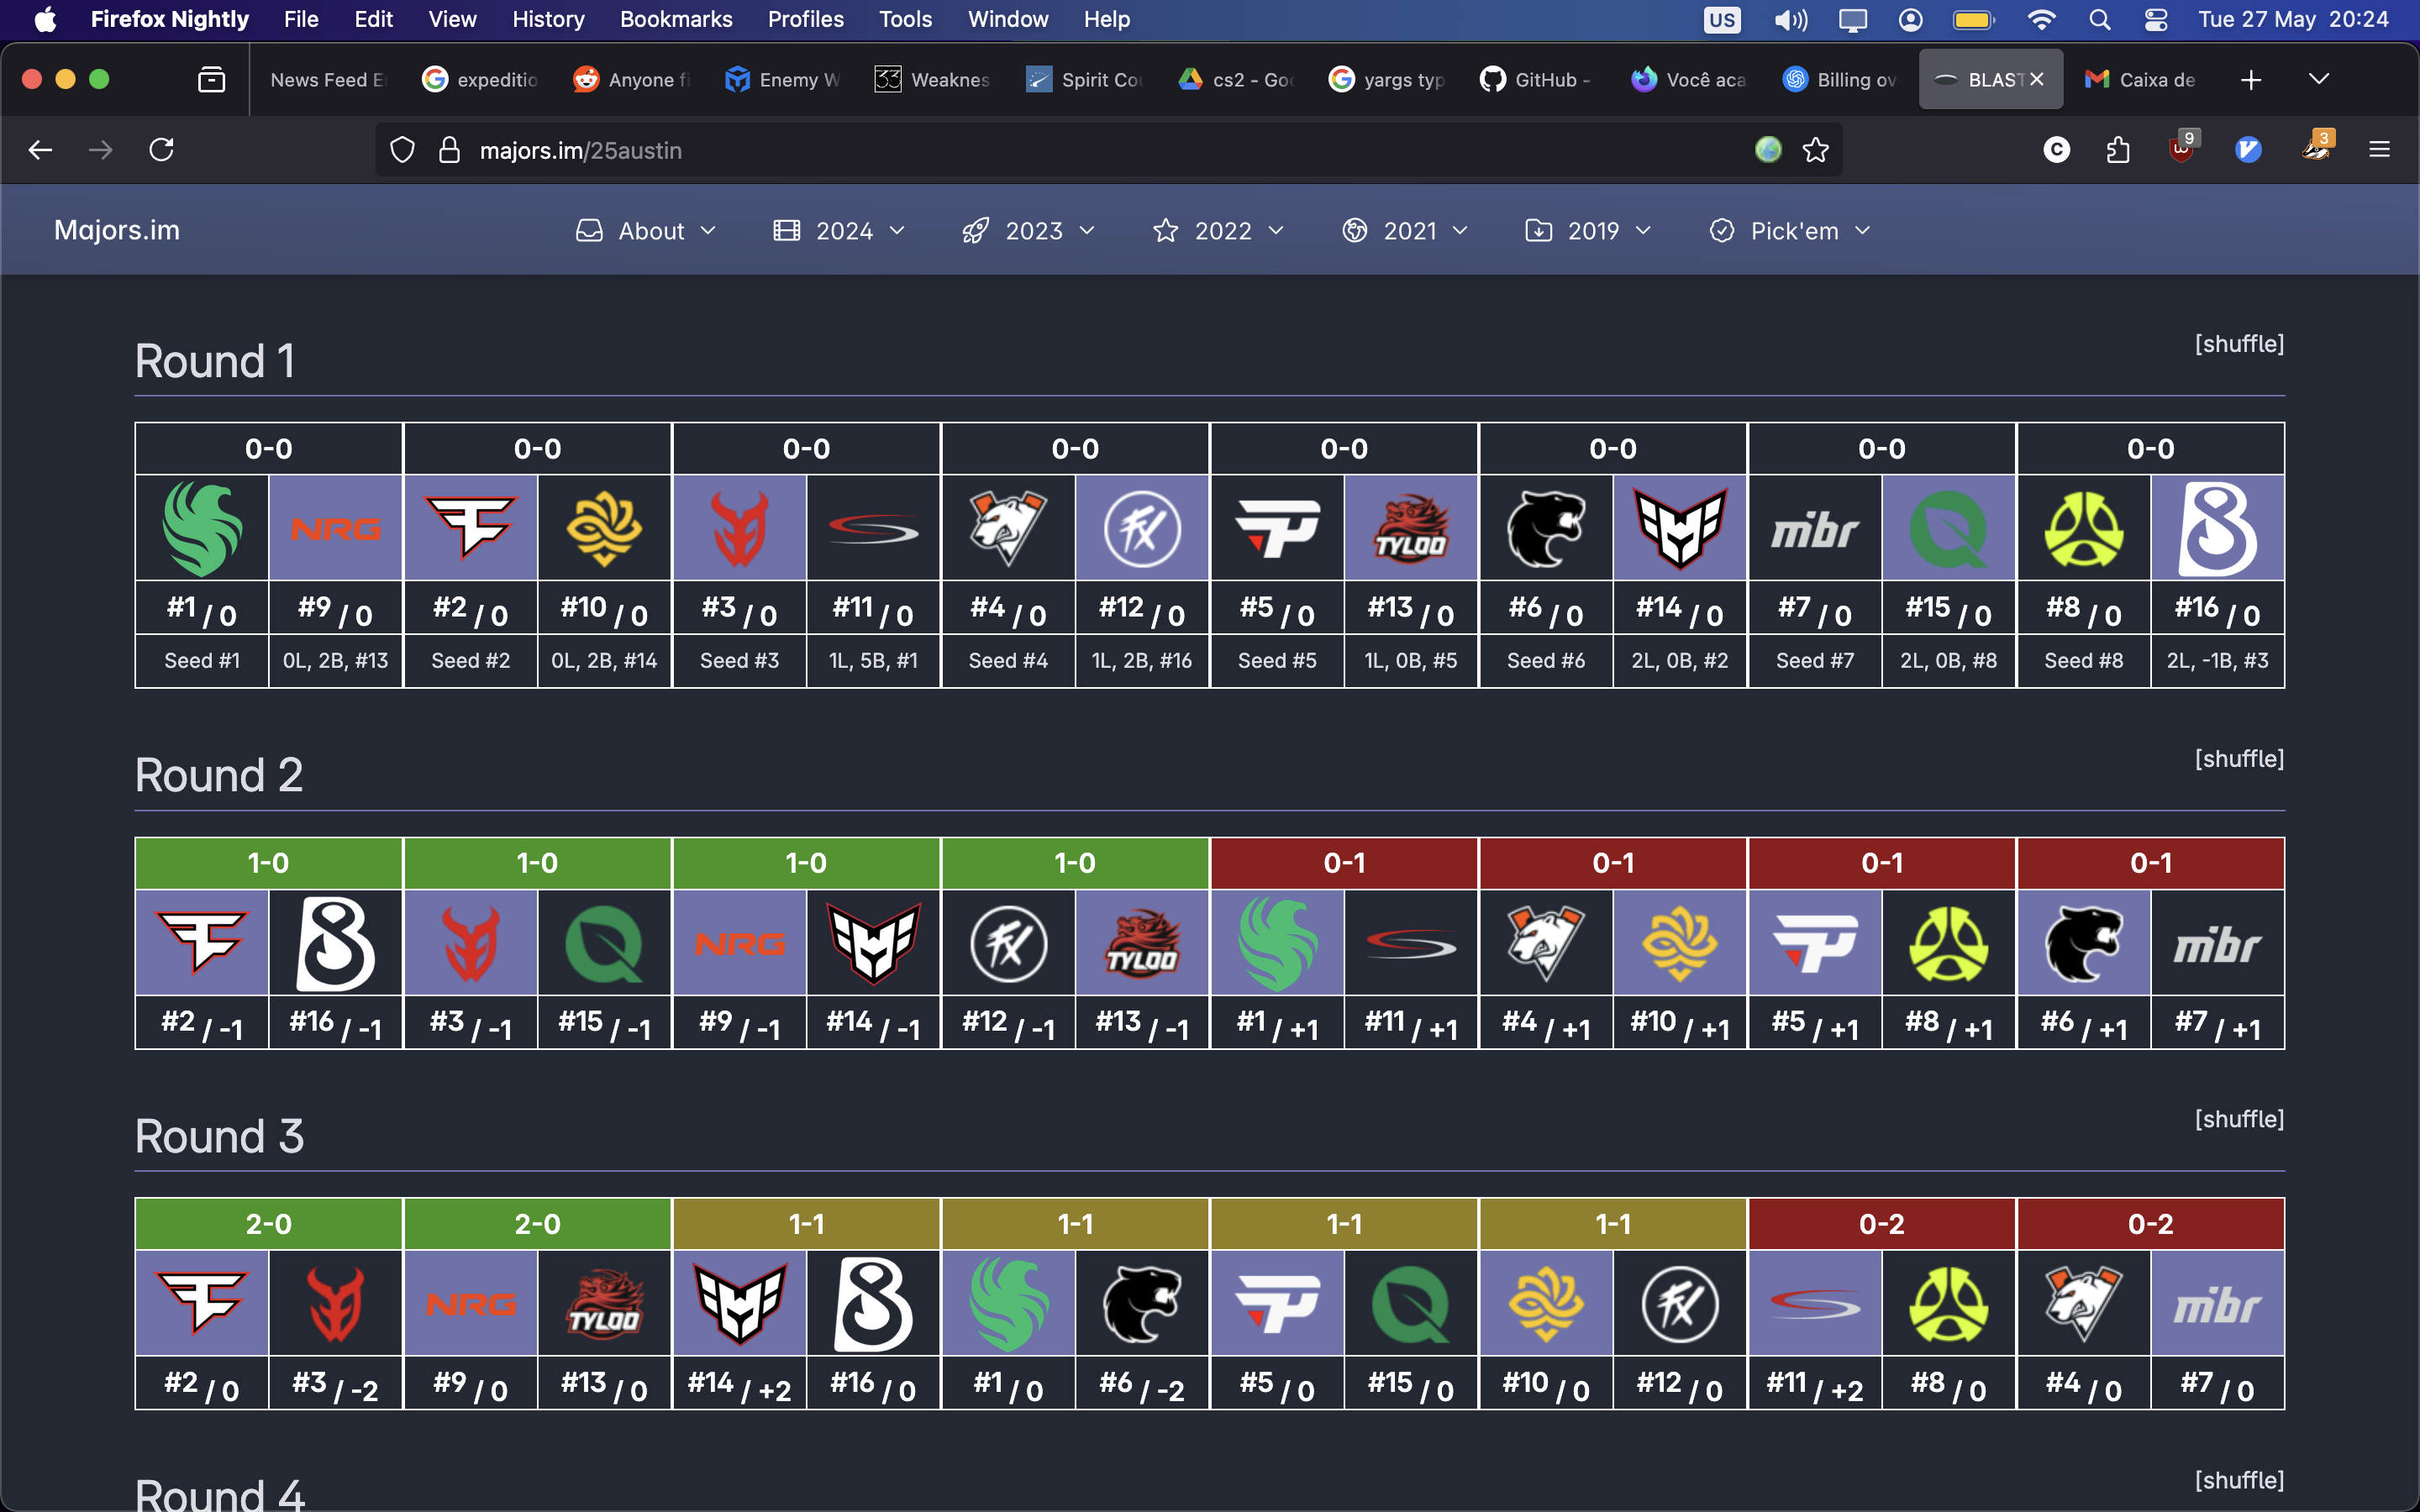 Firefox Nightly File Edit View History Bookmarks Profiles Tools Window Help US Tue 27 May 20:24
News Feed E expeditio Anyone fi Enemy W 33 Weaknes Spirit Cou cs2 - Goo yargs typ GitHub - Você aca Billing ov BLAST Caixa de
majors.im/25austin C 9 3
Majors.im About 2024 2023 2022 2021 2019 Pick'em
Round 1 [shuffle]
0-0 0-0 0-0 0-0 0-0 0-0 0-0 0-0
NRG FX TYLOO mibr B
#1 / 0 #9 / 0 #2 / 0 #10 / 0 #3 / 0 #11 / 0 #4 / 0 #12 / 0 #5 / 0 #13 / 0 #6 / 0 #14 / 0 #7 / 0 #15 / 0 #8 / 0 #16 / 0
Seed #1 0L, 2B, #13 Seed #2 0L, 2B, #14 Seed #3 1L, 5B, #1 Seed #4 1L, 2B, #16 Seed #5 1L, 0B, #5 Seed #6 2L, 0B, #2 Seed #7 2L, 0B, #8 Seed #8 2L, -1B, #3
Round 2 [shuffle]
1-0 1-0 1-0 1-0 0-1 0-1 0-1 0-1
B NRG FX TYLOO mibr
#2 / -1 #16 / -1 #3 / -1 #15 / -1 #9 / -1 #14 / -1 #12 / -1 #13 / -1 #1 / +1 #11 / +1 #4 / +1 #10 / +1 #5 / +1 #8 / +1 #6 / +1 #7 / +1
Round 3 [shuffle]
2-0 2-0 1-1 1-1 1-1 1-1 0-2 0-2
NRG TYLOO B FX mibr
#2 / 0 #3 / -2 #9 / 0 #13 / 0 #14 / +2 #16 / 0 #1 / 0 #6 / -2 #5 / 0 #15 / 0 #10 / 0 #12 / 0 #11 / +2 #8 / 0 #4 / 0 #7 / 0
Round 4 [shuffle]